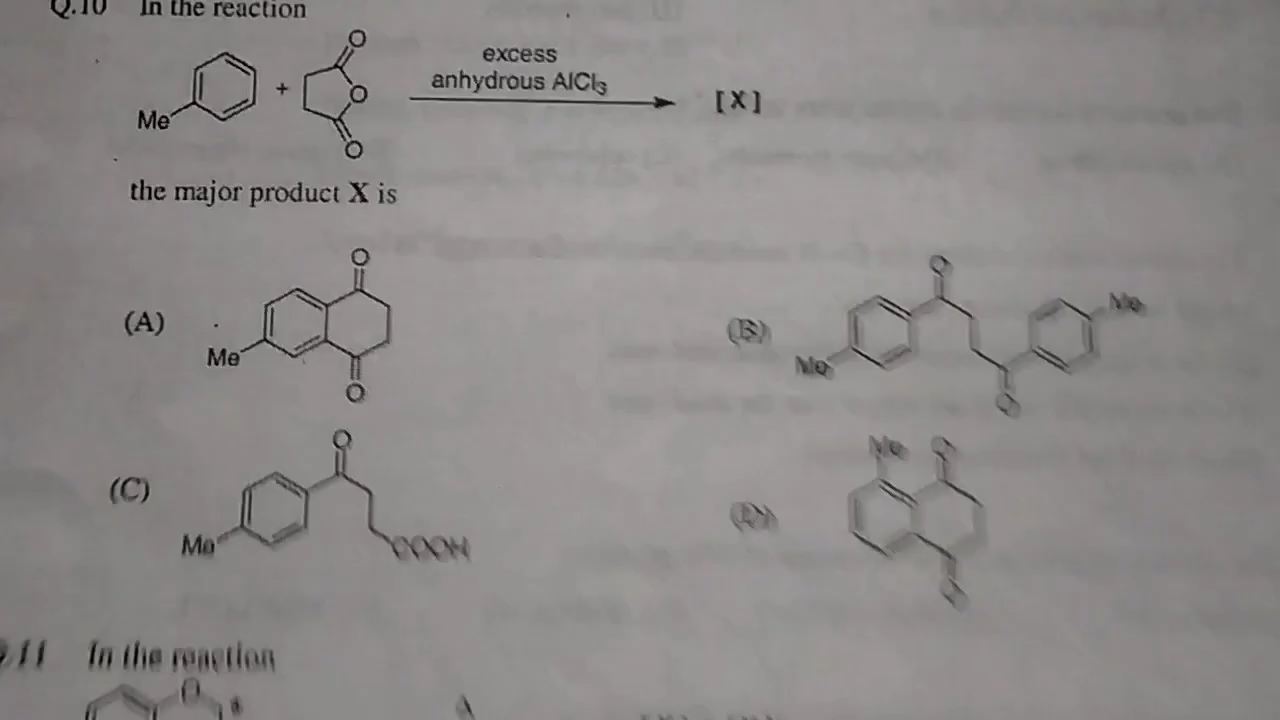 Q.10 In the reaction
O
excess
anhydrous AlCl3
+
O
[X]
Me
O
the major product X is
O
O
(A)
(B)
Me
Me
Me
O
O
O
Me
O
(C)
(D)
Me
COOH
O
.11 In the reaction
O